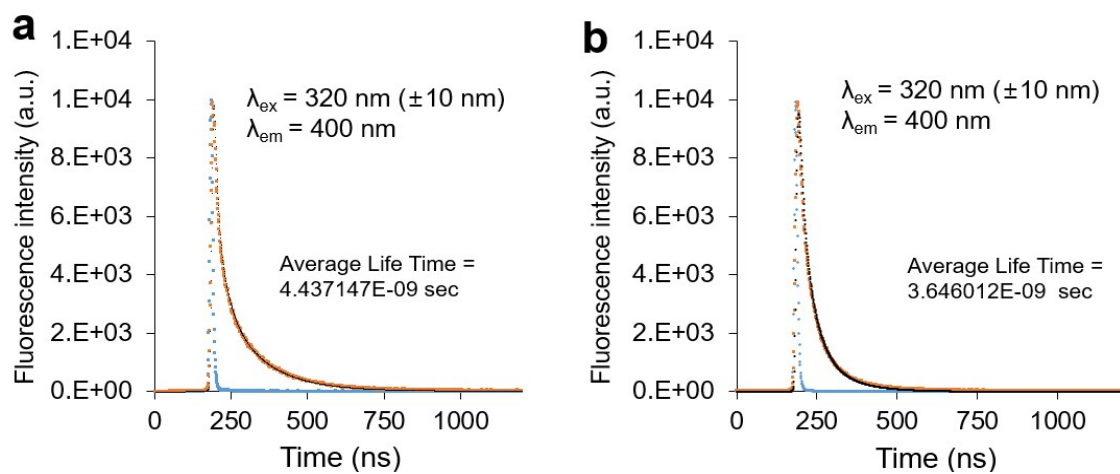 a
1.E+04
1.E+04
8.E+03
6.E+03
4.E+03
2.E+03
0.E+00
Fluorescence intensity (a.u.)
λex = 320 nm (±10 nm)
λem = 400 nm
Average Life Time =
4.437147E-09 sec
0 250 500 750 1000
Time (ns)
b
1.E+04
1.E+04
8.E+03
6.E+03
4.E+03
2.E+03
0.E+00
Fluorescence intensity (a.u.)
λex = 320 nm (±10 nm)
λem = 400 nm
Average Life Time =
3.646012E-09 sec
0 250 500 750 1000
Time (ns)